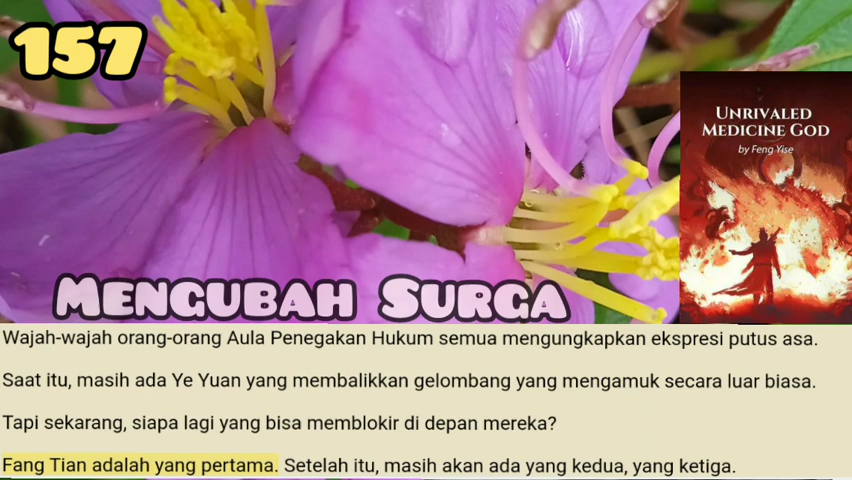 157
UNRIVALED
MEDICINE GOD
by Feng Yise
MENGUBAH SURGA
Wajah-wajah orang-orang Aula Penegakan Hukum semua mengungkapkan ekspresi putus asa.
Saat itu, masih ada Ye Yuan yang membalikkan gelombang yang mengamuk secara luar biasa.
Tapi sekarang, siapa lagi yang bisa memblokir di depan mereka?
Fang Tian adalah yang pertama. Setelah itu, masih akan ada yang kedua, yang ketiga.